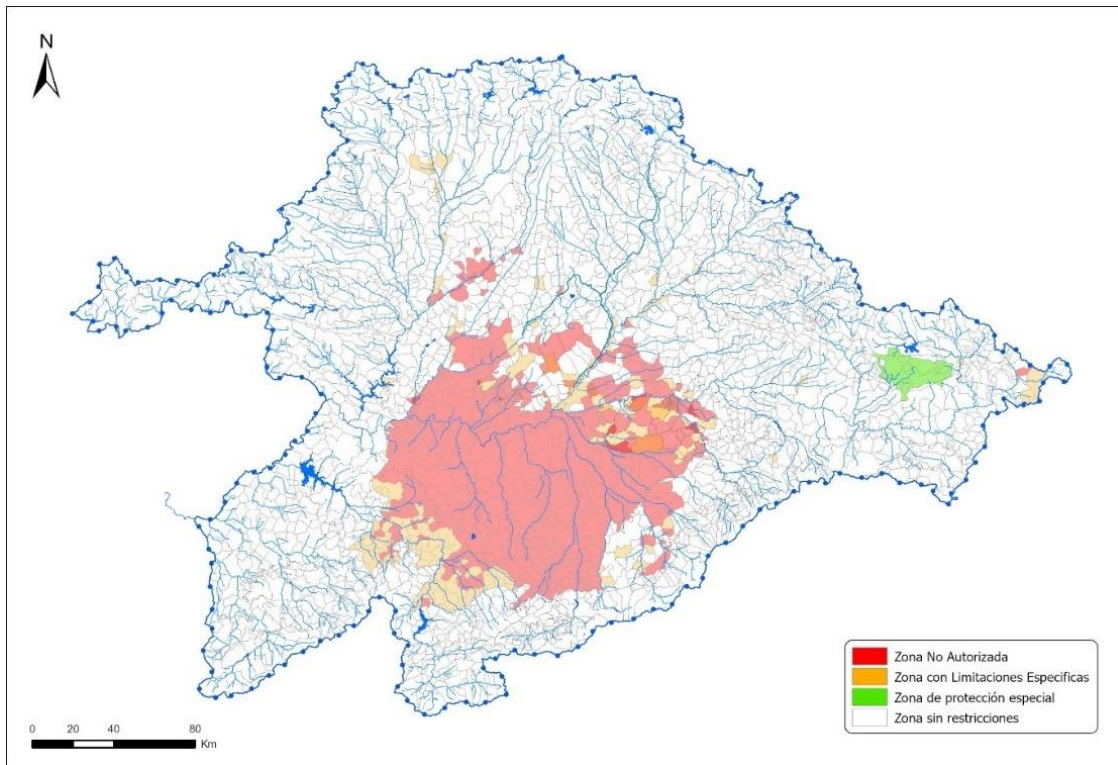 N
Zona No Autorizada
Zona con Limitaciones Especificas
Zona de protección especial
Zona sin restricciones
0 20 40 80
Km